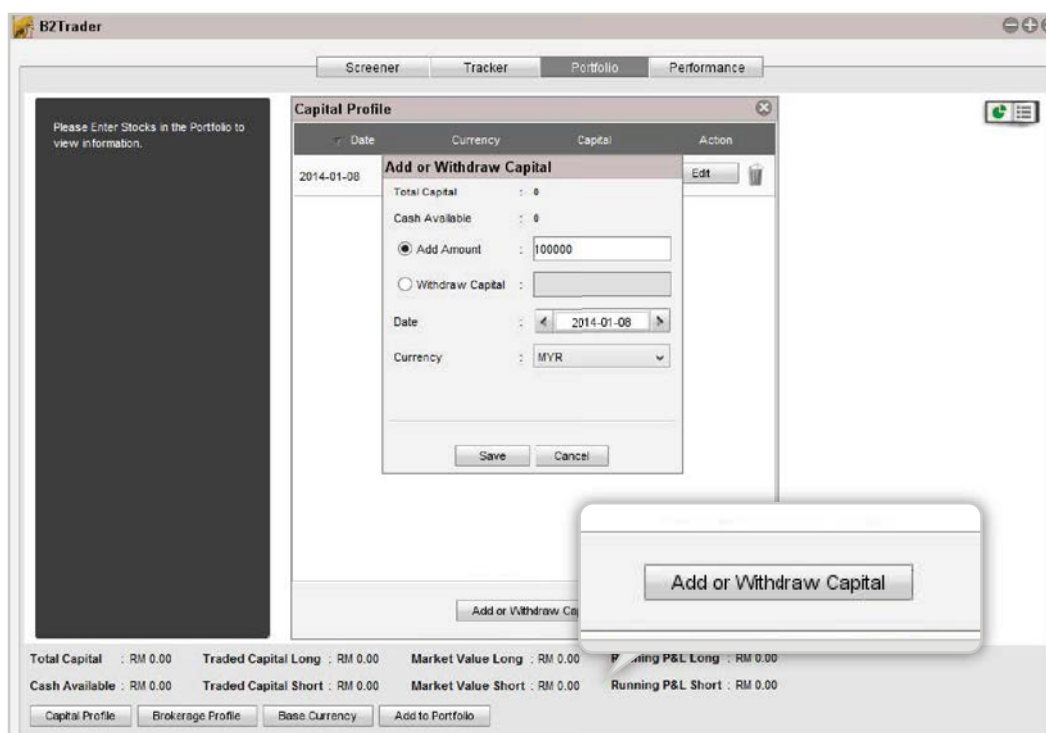 B2Trader
Screener Tracker Portfolio Performance
Please Enter Stocks in the Portfolio to
view information.
Capital Profile
Date Currency Capital Action
2014-01-08 Edit
Add or Withdraw Capital
Total Capital : 0
Cash Available : 0
Add Amount : 100000
Withdraw Capital :
Date : 2014-01-08
Currency : MYR
Save Cancel
Add or Withdraw Capital
Add or Withdraw Ca
Total Capital : RM 0.00 Traded Capital Long : RM 0.00 Market Value Long : RM 0.00 Running P&L Long : RM 0.00
Cash Available : RM 0.00 Traded Capital Short : RM 0.00 Market Value Short : RM 0.00 Running P&L Short : RM 0.00
Capital Profile Brokerage Profile Base Currency Add to Portfolio